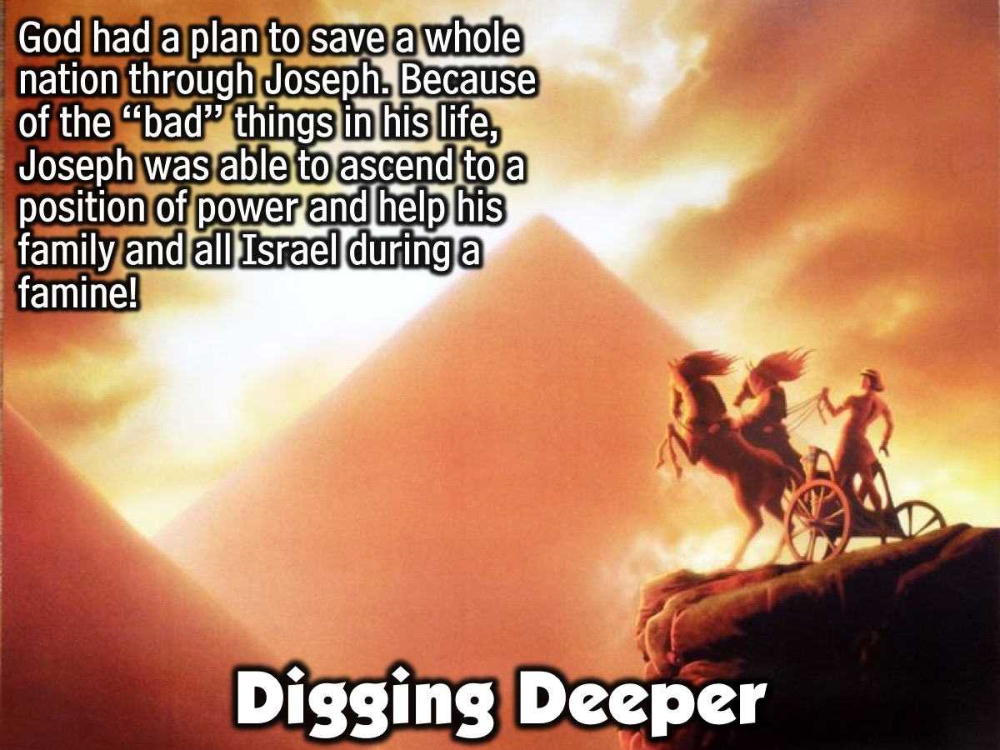 God had a plan to save a whole
nation through Joseph. Because
of the “bad” things in his life,
Joseph was able to ascend to a
position of power and help his
family and all Israel during a
famine!
Digging Deeper